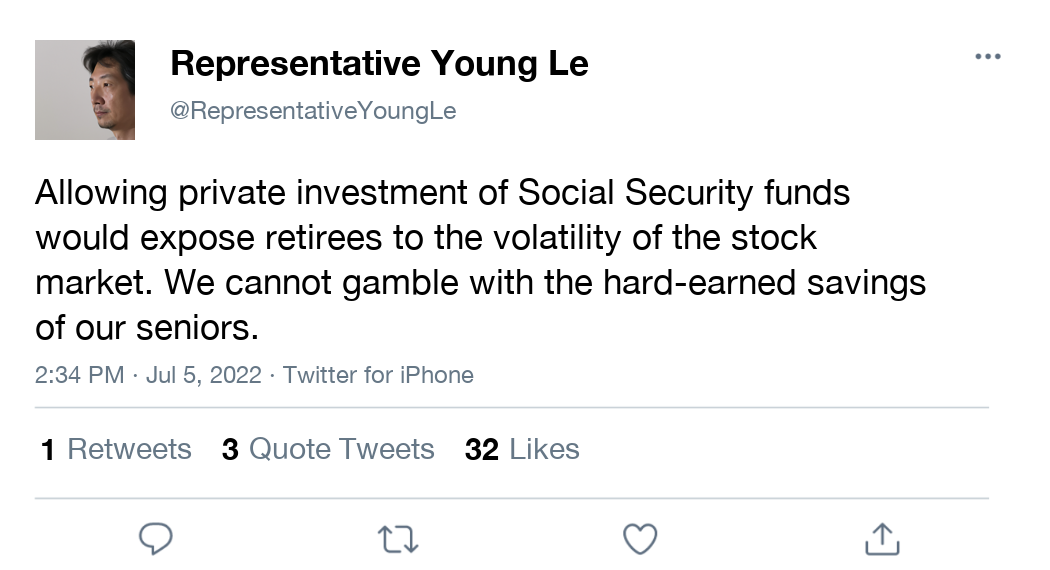 Representative Young Le
@RepresentativeYoungLe
Allowing private investment of Social Security funds
would expose retirees to the volatility of the stock
market. We cannot gamble with the hard-earned savings
of our seniors.
2:34 PM · Jul 5, 2022 · Twitter for iPhone
1 Retweets 3 Quote Tweets 32 Likes